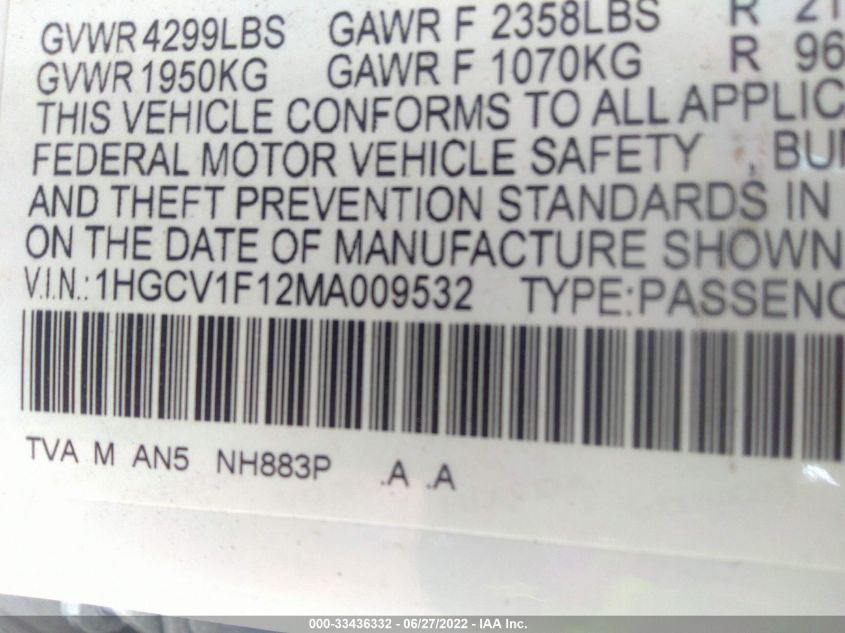 GVWR 4299LBS GAWR F 2358LBS R
GVWR 1950KG GAWR F 1070KG R
THIS VEHICLE CONFORMS TO ALL
FEDERAL MOTOR VEHICLE SAFETY ,
AND THEFT PREVENTION STANDARDS IN
ON THE DATE OF MANUFACTURE SHOWN
V.I.N.: 1HGCV1F12MA009532 TYPE:
TVA M AN5 NH883P .A .A
000-33436332 / 06/27/2022 - IAA Inc.